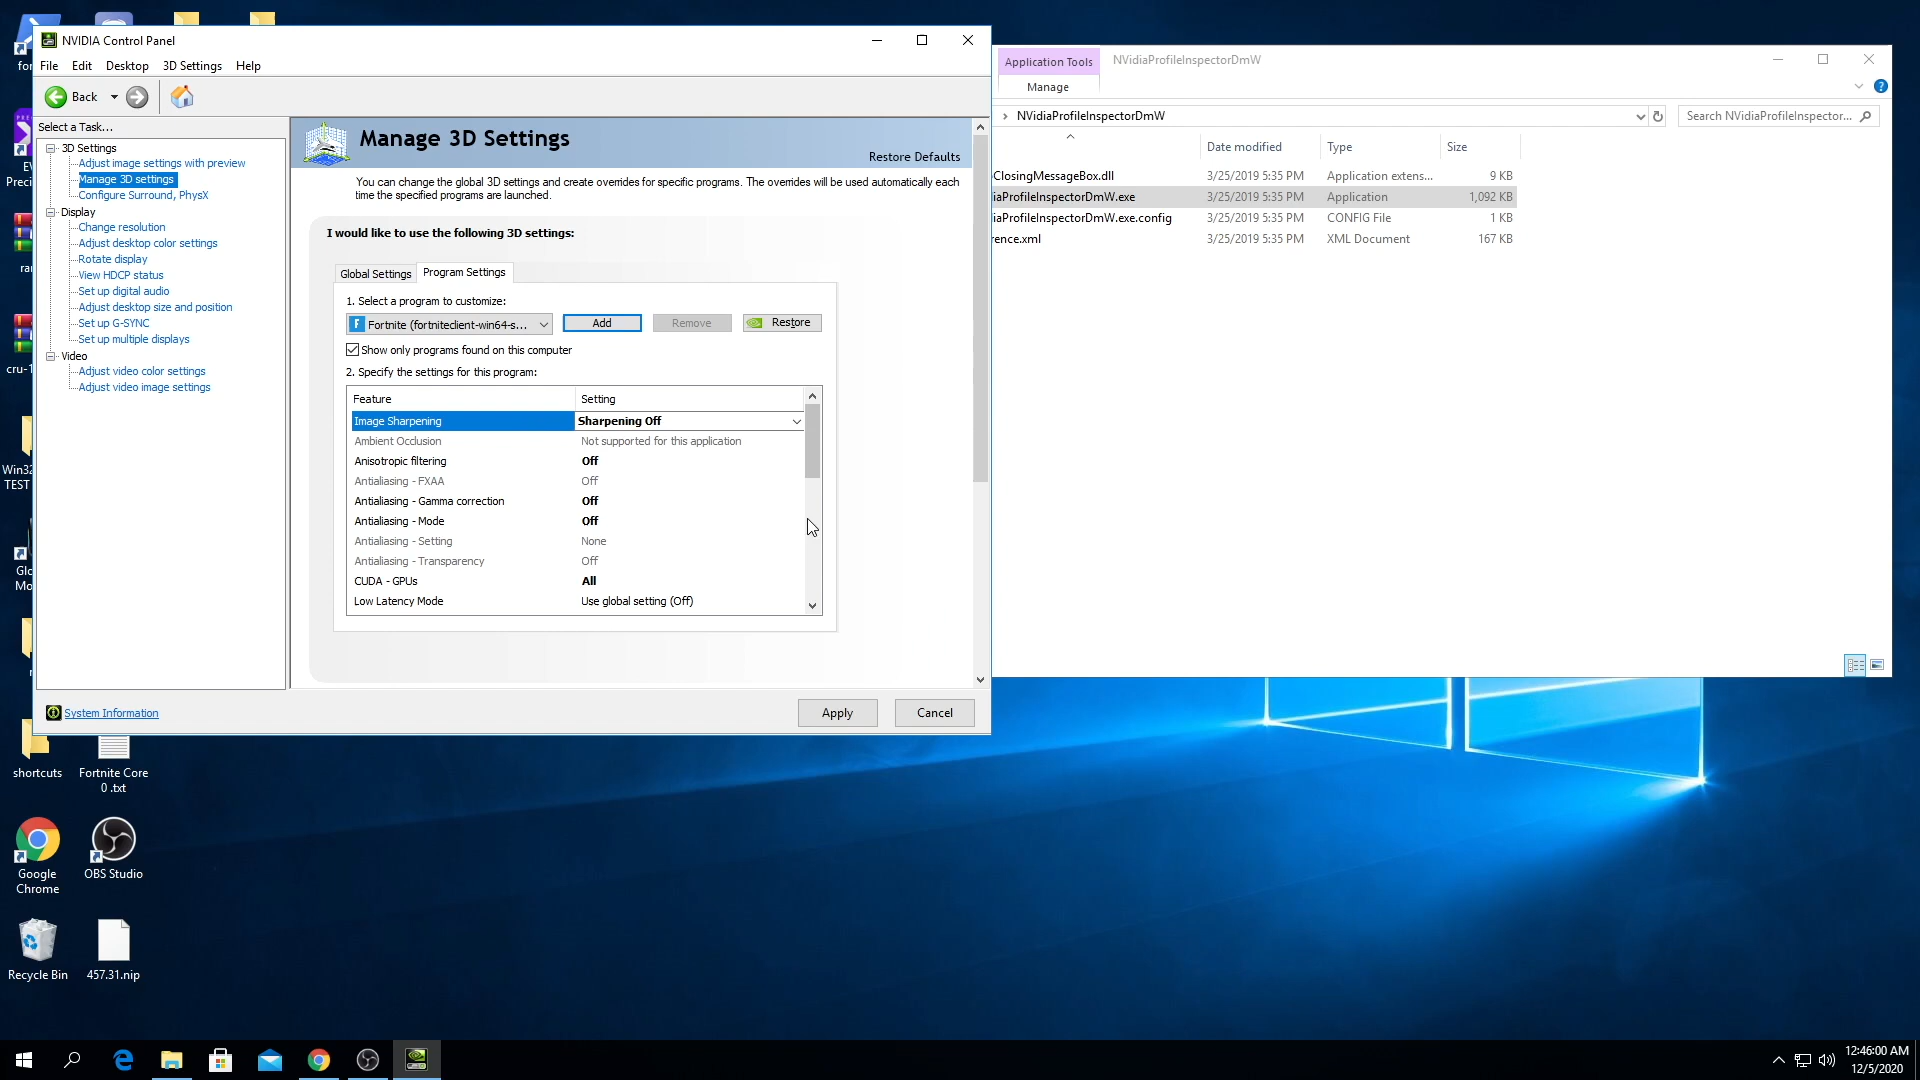 NVIDIA Control Panel
File Edit Desktop 3D Settings Help
Back
Select a Task...
3D Settings
Adjust image settings with preview
Manage 3D settings
Configure Surround, PhysX
Display
Change resolution
Adjust desktop color settings
Rotate display
View HDCP status
Set up digital audio
Adjust desktop size and position
Set up G-SYNC
Set up multiple displays
Video
Adjust video color settings
Adjust video image settings
System Information
Manage 3D Settings
Restore Defaults
You can change the global 3D settings and create overrides for specific programs. The overrides will be used automatically each
time the specified programs are launched.
I would like to use the following 3D settings:
Global Settings Program Settings
1. Select a program to customize:
Fortnite (fortniteclient-win64-s... Add Remove Restore
Show only programs found on this computer
2. Specify the settings for this program:
Feature Setting
Image Sharpening Sharpening Off
Ambient Occlusion Not supported for this application
Anisotropic filtering Off
Antialiasing - FXAA Off
Antialiasing - Gamma correction Off
Antialiasing - Mode Off
Antialiasing - Setting None
Antialiasing - Transparency Off
CUDA - GPUs All
Low Latency Mode Use global setting (Off)
Apply Cancel
Application Tools NVidiaProfileInspectorDmW
Manage
NVidiaProfileInspectorDmW Search NVidiaProfileInspector...
Date modified Type Size
ClosingMessageBox.dll 3/25/2019 5:35 PM Application extens... 9 KB
iaProfileInspectorDmW.exe 3/25/2019 5:35 PM Application 1,092 KB
iaProfileInspectorDmW.exe.config 3/25/2019 5:35 PM CONFIG File 1 KB
rence.xml 3/25/2019 5:35 PM XML Document 167 KB
for
EV
Preci
rar
cru-1
Win32
TEST
Glo
Mo
shortcuts
Fortnite Core
0 .txt
Google
Chrome
OBS Studio
Recycle Bin
457.31.nip
12:46:00 AM
12/5/2020